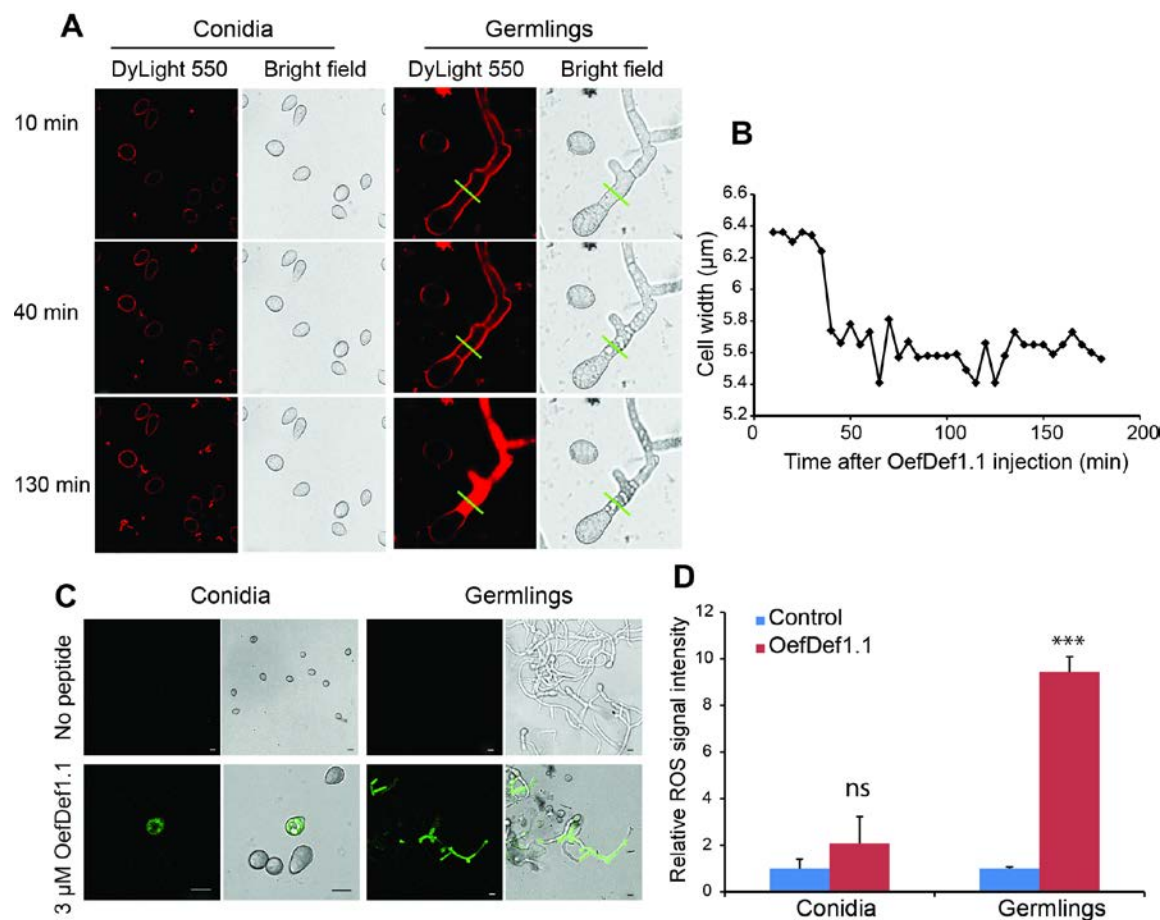 A
Conidia
Germlings
DyLight 550
Bright field
DyLight 550
Bright field
10 min
40 min
130 min
B
6.6
6.4
6.2
6
5.8
5.6
5.4
5.2
0
50
100
150
200
Cell width (µm)
Time after OefDef1.1 injection (min)
C
Conidia
Germlings
No peptide
3 µM OefDef1.1
D
12
10
8
6
4
2
0
Relative ROS signal intensity
Control
OefDef1.1
ns
***
Conidia
Germlings